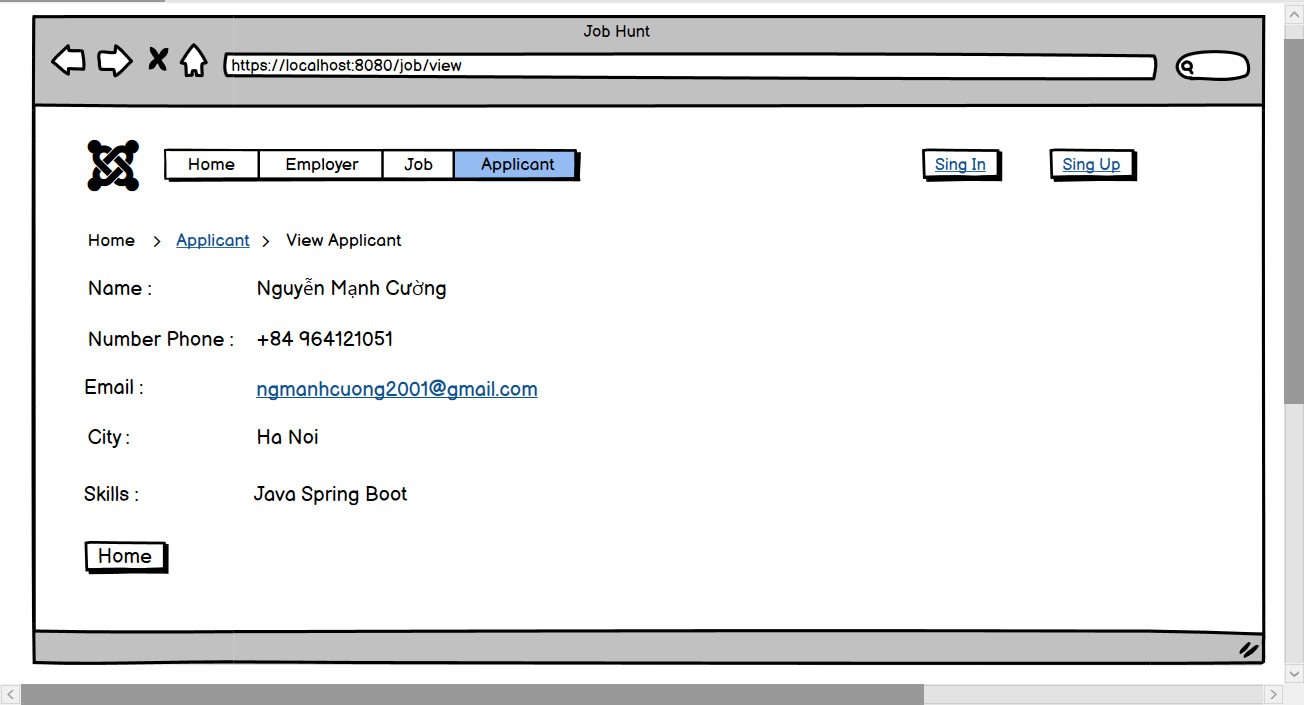 Job Hunt
https://localhost:8080/job/view
Home Employer Job Applicant Sing In Sing Up
Home > Applicant > View Applicant
Name : Nguyễn Mạnh Cường
Number Phone : +84 964121051
Email : ngmanhcuong2001@gmail.com
City : Ha Noi
Skills : Java Spring Boot
Home